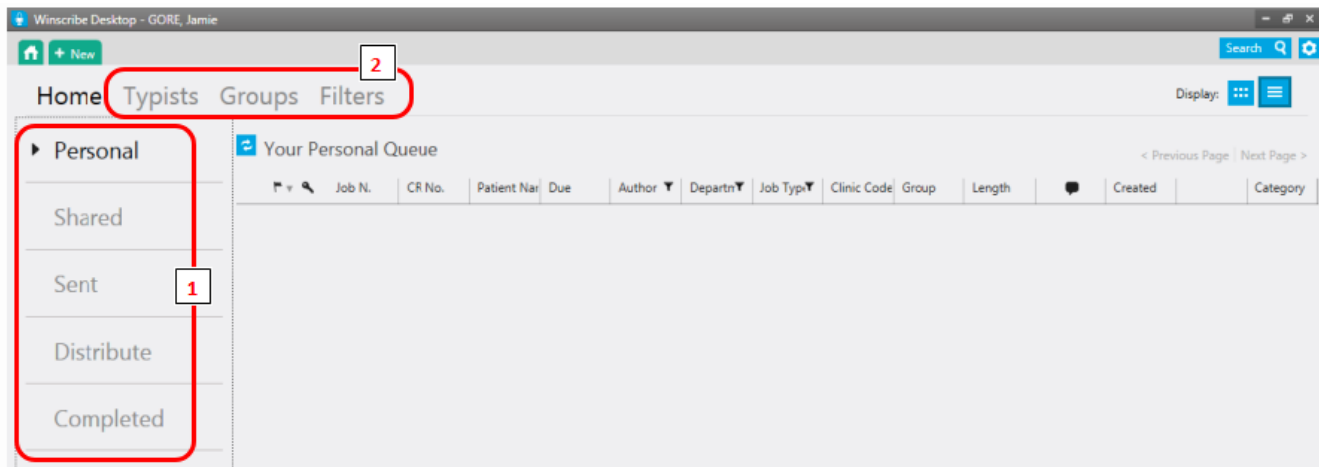 Winscribe Desktop - GORE, Jamie
+ New
Search
2
Home Typists Groups Filters
Display:
Personal
Your Personal Queue
< Previous Page | Next Page >
Job N. CR No. Patient Nar Due Author Departn Job Typ Clinic Code Group Length Created Category
Shared
Sent
1
Distribute
Completed